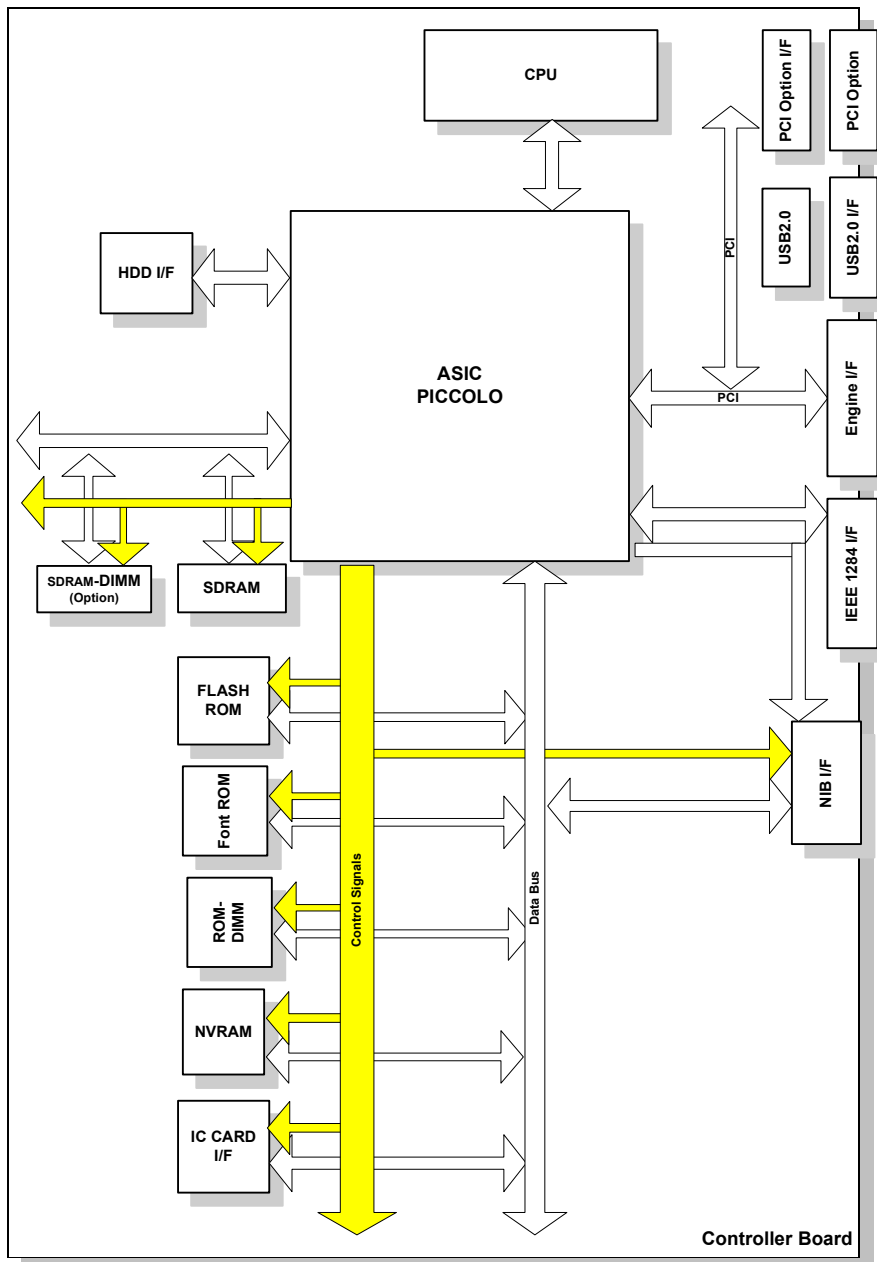 CPU
PCI Option I/F
PCI Option
USB2.0
USB2.0 I/F
PCI
HDD I/F
ASIC
PICCOLO
PCI
Engine I/F
IEEE 1284 I/F
SDRAM-DIMM
(Option)
SDRAM
FLASH
ROM
Font ROM
NIB I/F
Control Signals
Data Bus
ROM-
DIMM
NVRAM
IC CARD
I/F
Controller Board